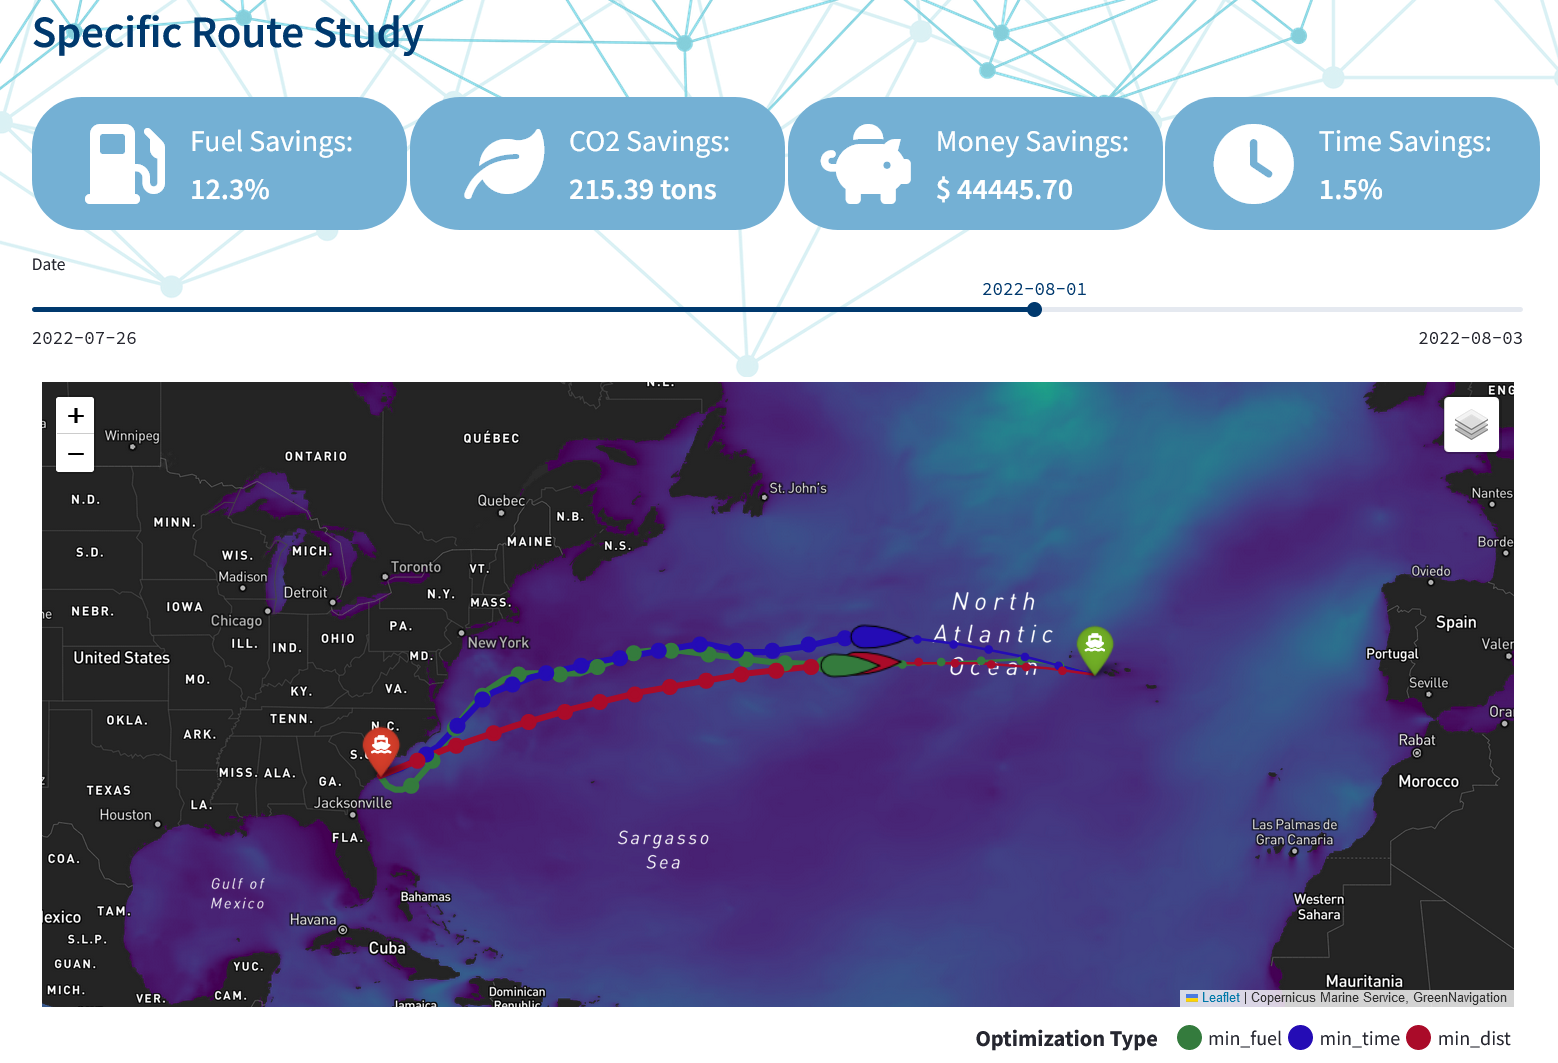 Specific Route Study
Fuel Savings:
12.3%
CO2 Savings:
215.39 tons
Money Savings:
$ 44445.70
Time Savings:
1.5%
Date
2022-08-01
2022-07-26
2022-08-03
+
−
N.L.
ENG
Winnipeg
QUÉBEC
ONTARIO
St. John's
Nantes
N.D.
Quebec
MINN.
N.B.
MAINE
N.S.
Borde
S.D.
WIS.
MICH.
Toronto
VT.
Oviedo
Madison
Detroit
N.Y.
MASS.
NEBR.
IOWA
Chicago
PA.
North
Atlantic
Ocean
Spain
ILL.
IND.
OHIO
New York
Valer
United States
MD.
Portugal
MO.
KY.
VA.
Seville
OKLA.
TENN.
N.C.
Ora
ARK.
Rabat
S.
MISS.
ALA.
GA.
Morocco
TEXAS
LA.
Jacksonville
Houston
FLA.
Las Palmas de
Gran Canaria
Sargasso
Sea
COA.
Gulf of
Mexico
Bahamas
Western
Sahara
exico
TAM.
Havana
S.L.P.
Cuba
GUAN.
YUC.
Mauritania
MICH.
VER.
CAM.
Jamaica
Dominican
Republic
Leaflet | Copernicus Marine Service, GreenNavigation
Optimization Type
min_fuel
min_time
min_dist